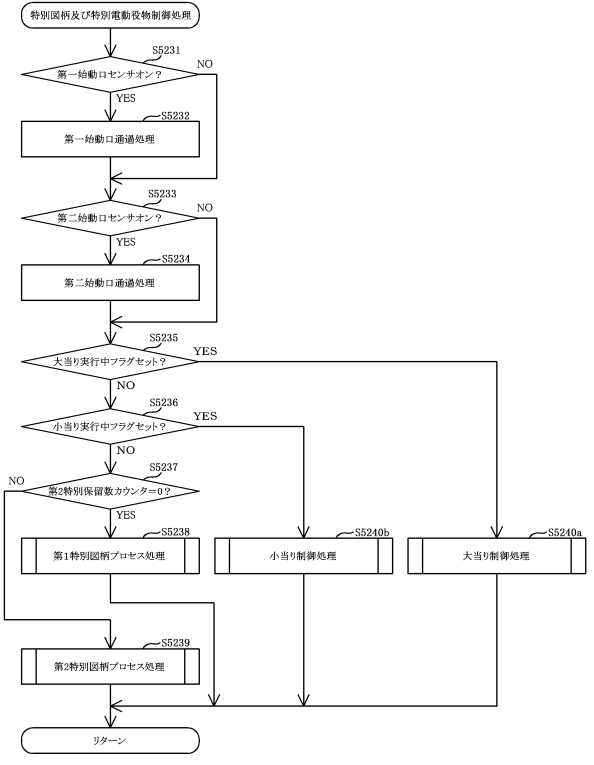 特別図柄及び特別電動役物制御処理
S5231
第一始動口センサオン？
NO
YES
S5232
第一始動口通過処理
S5233
第二始動口センサオン？
NO
YES
S5234
第二始動口通過処理
S5235
大当り実行中フラグセット？
YES
NO
S5236
小当り実行中フラグセット？
YES
NO
S5237
第2特別保留数カウンタ=0？
NO
YES
S5238
第1特別図柄プロセス処理
S5240b
小当り制御処理
S5240a
大当り制御処理
S5239
第2特別図柄プロセス処理
リターン